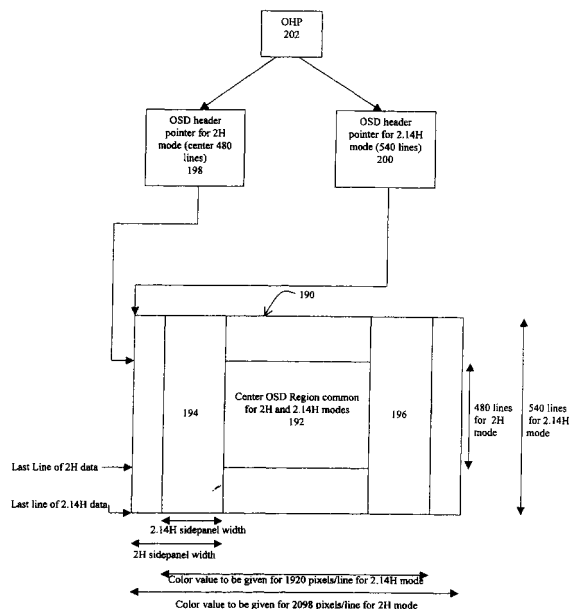 OHP
202
OSD header
pointer for 2H
mode (center 480
lines)
198
OSD header
pointer for 2.14H
mode (540 lines)
200
190
194
Center OSD Region common
for 2H and 2.14H modes
192
196
480 lines
for 2H
mode
540 lines
for 2.14H
mode
Last Line of 2H data
Last line of 2.14H data
2.14H sidepanel width
2H sidepanel width
Color value to be given for 1920 pixels/line for 2.14H mode
Color value to be given for 2098 pixels/line for 2H mode